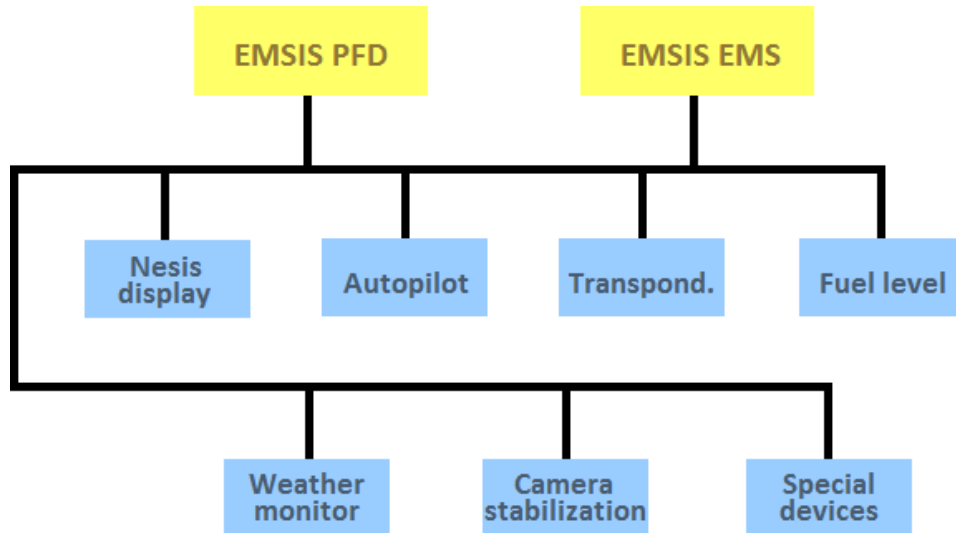 EMSIS PFD
EMSIS EMS
Nesis
display
Autopilot
Transpond.
Fuel level
Weather
monitor
Camera
stabilization
Special
devices